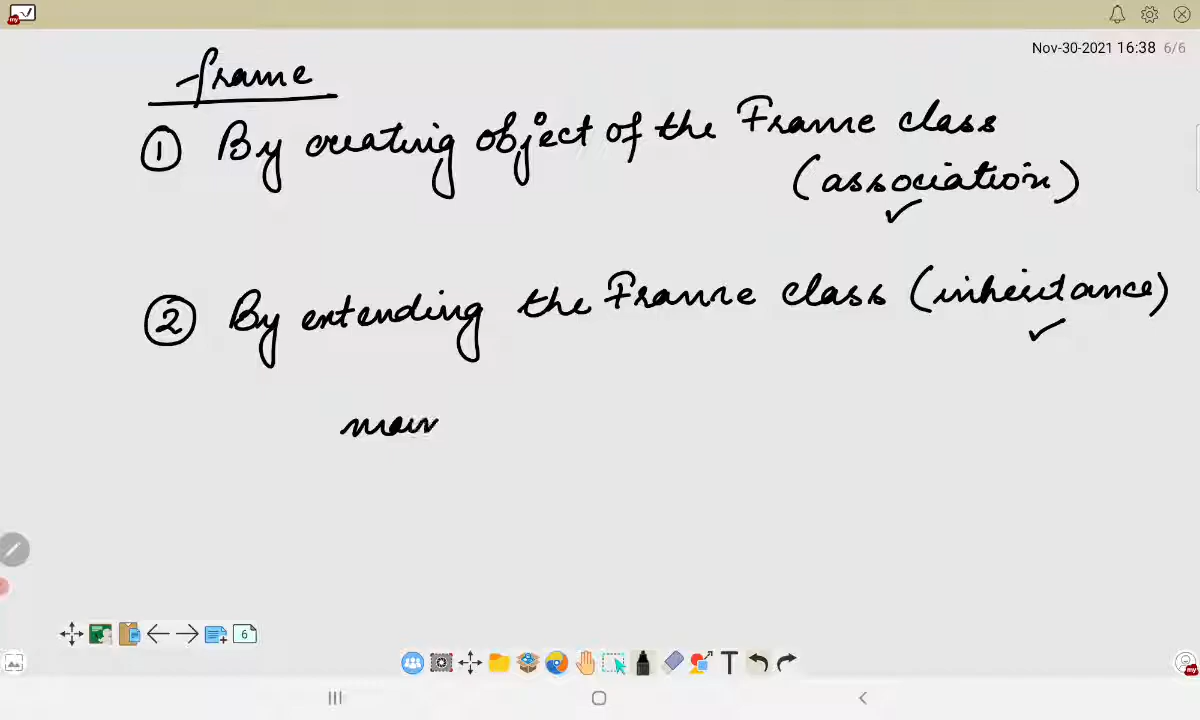 Nov-30-2021 16:38 6/6
frame
① By creating object of the Frame class
(association)
② By extending the Frame class (inheritance)
main
6
T